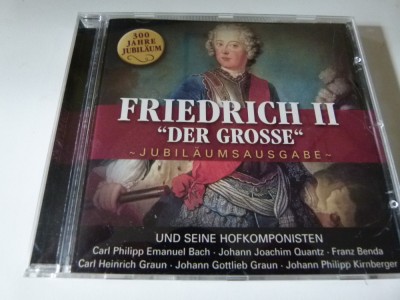 300
JAHRE
JUBILÄUM
FRIEDRICH II
"DER GROSSE"
~JUBILÄUMSAUSGABE~
UND SEINE HOFKOMPONISTEN
Carl Philipp Emanuel Bach · Johann Joachim Quantz · Franz Benda
Carl Heinrich Graun · Johann Gottlieb Graun · Johann Philipp Kirnberger